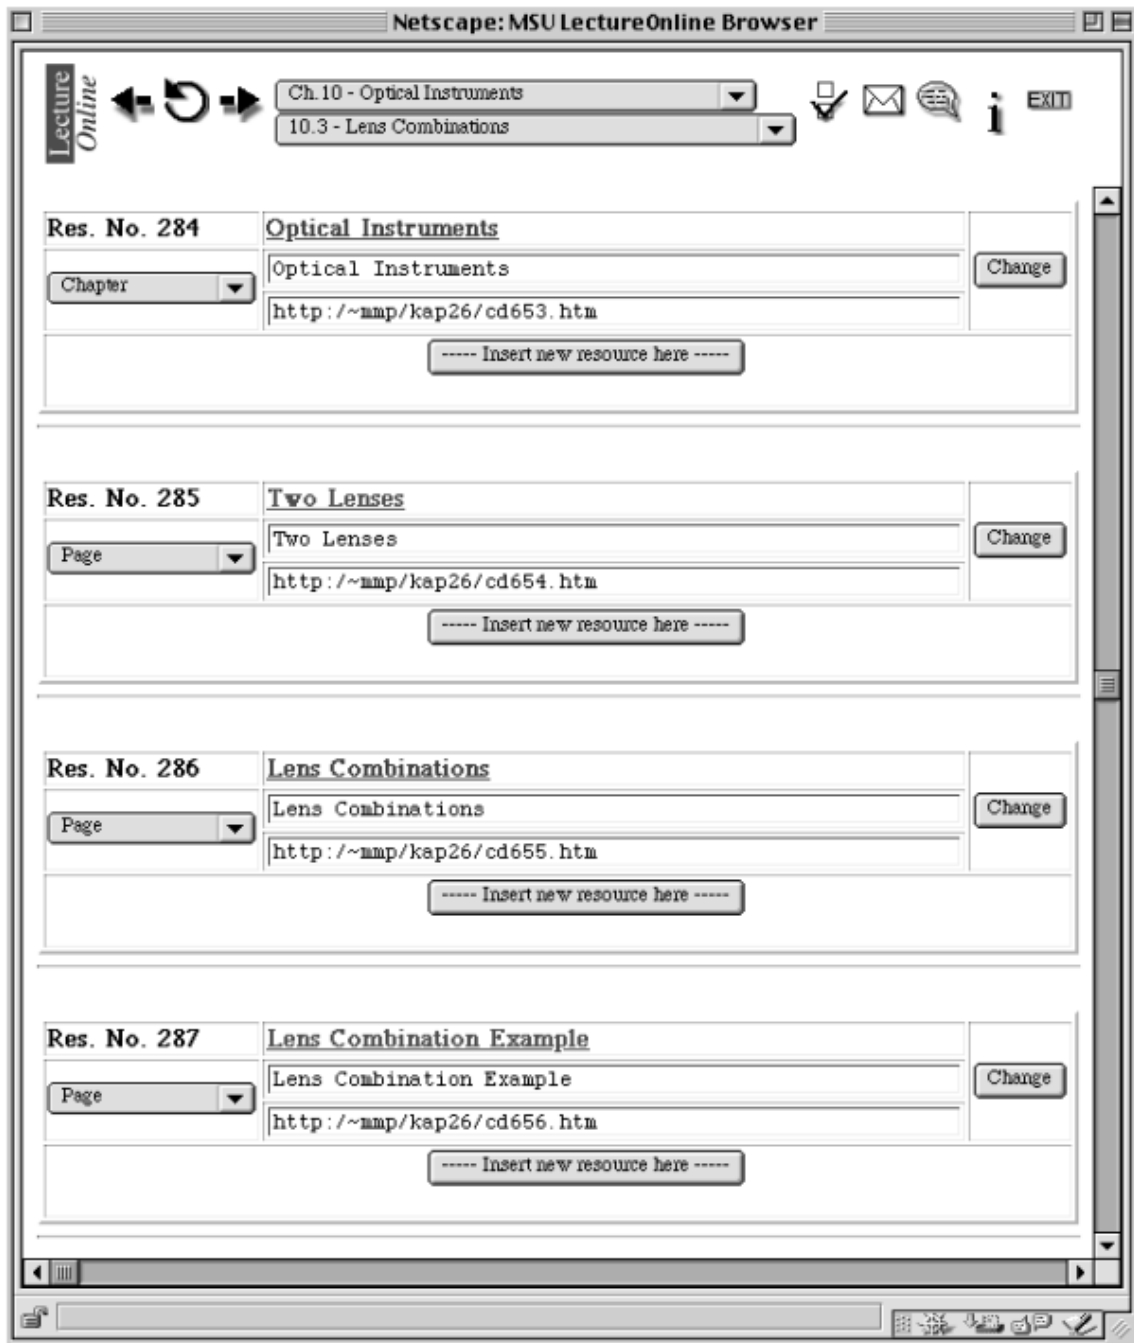 Netscape: MSU LectureOnline Browser
Lecture
Online
Ch.10 - Optical Instruments
10.3 - Lens Combinations
EXIT
Res. No. 284
Optical Instruments
Chapter
Optical Instruments
Change
http:/~mmp/kap26/cd653.htm
----- Insert new resource here -----
Res. No. 285
Two Lenses
Page
Two Lenses
Change
http:/~mmp/kap26/cd654.htm
----- Insert new resource here -----
Res. No. 286
Lens Combinations
Page
Lens Combinations
Change
http:/~mmp/kap26/cd655.htm
----- Insert new resource here -----
Res. No. 287
Lens Combination Example
Page
Lens Combination Example
Change
http:/~mmp/kap26/cd656.htm
----- Insert new resource here -----